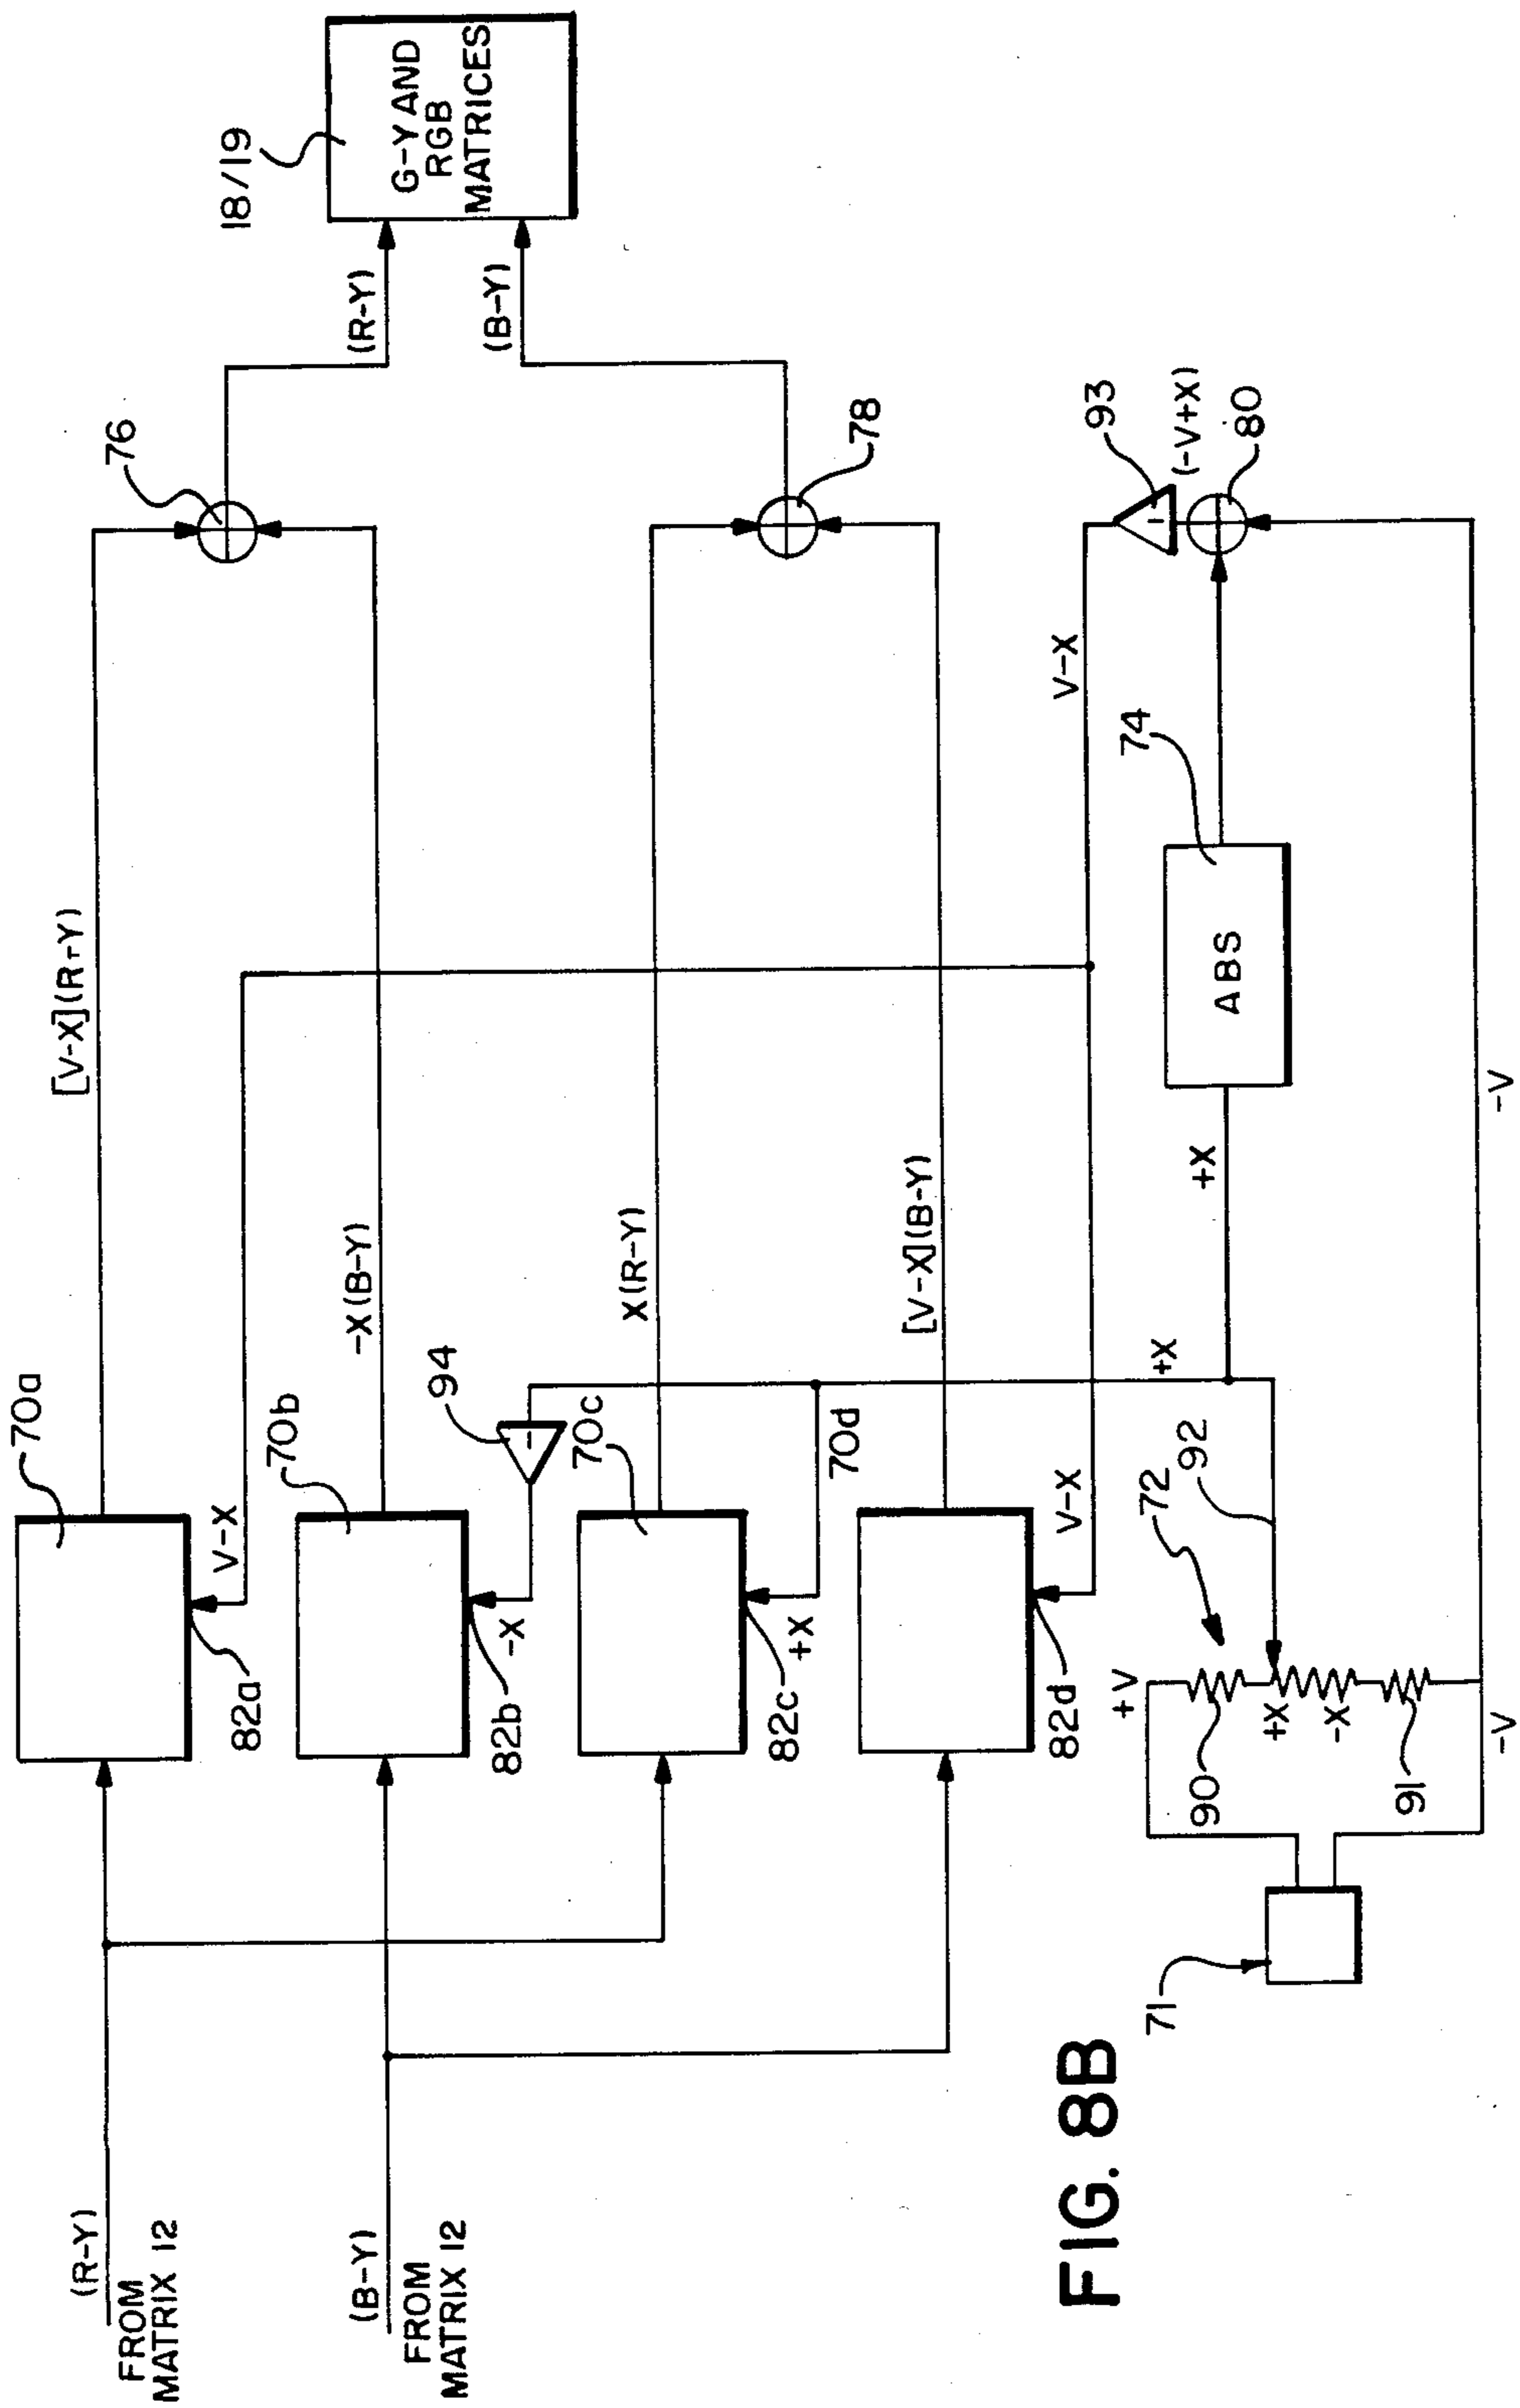 18/19
G-Y AND
RGB
MATRICES
(R-Y)
(B-Y)
76
78
93
(-V+X)
80
[V-X](R-Y)
-X(B-Y)
X(R-Y)
[V-X](B-Y)
V-X
74
ABS
+X
-V
70a
70b
94
70c
70d
+X
V-X
-X
+X
V-X
82a
82b
82c
82d
72
92
+V
90
+X
-X
91
-V
71
(R-Y)
FROM
MATRIX 12
(B-Y)
FROM
MATRIX 12
FIG. 8B